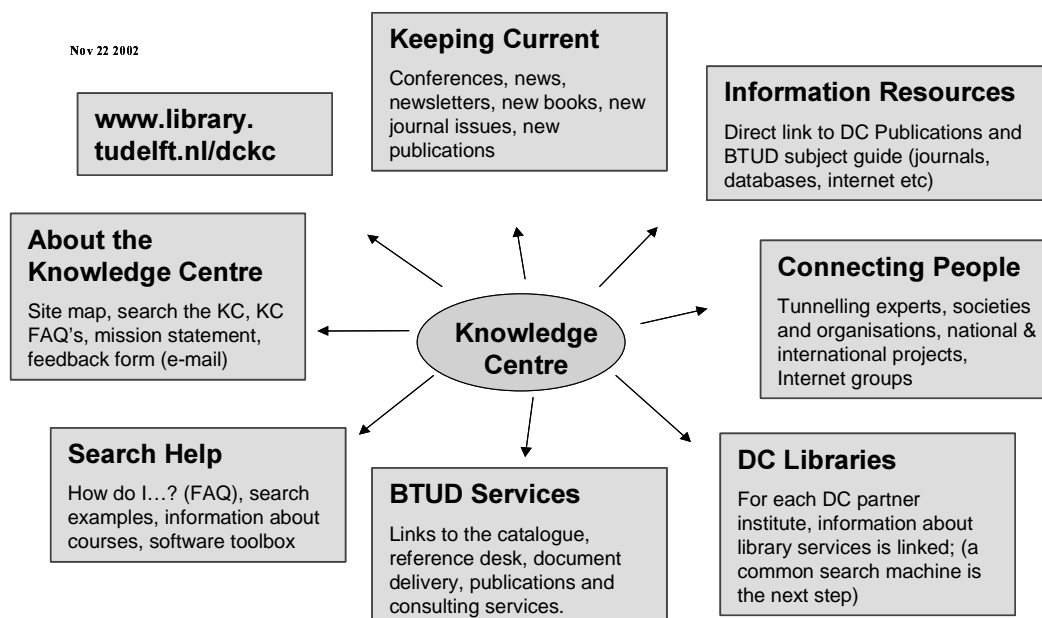 Nov 22 2002
www.library.
tudelft.nl/dckc
Keeping Current
Conferences, news,
newsletters, new books, new
journal issues, new
publications
Information Resources
Direct link to DC Publications and
BTUD subject guide (journals,
databases, internet etc)
About the
Knowledge Centre
Site map, search the KC, KC
FAQ’s, mission statement,
feedback form (e-mail)
Knowledge
Centre
Connecting People
Tunnelling experts, societies
and organisations, national &
international projects,
Internet groups
Search Help
How do I…? (FAQ), search
examples, information about
courses, software toolbox
BTUD Services
Links to the catalogue,
reference desk, document
delivery, publications and
consulting services.
DC Libraries
For each DC partner
institute, information about
library services is linked; (a
common search machine is
the next step)